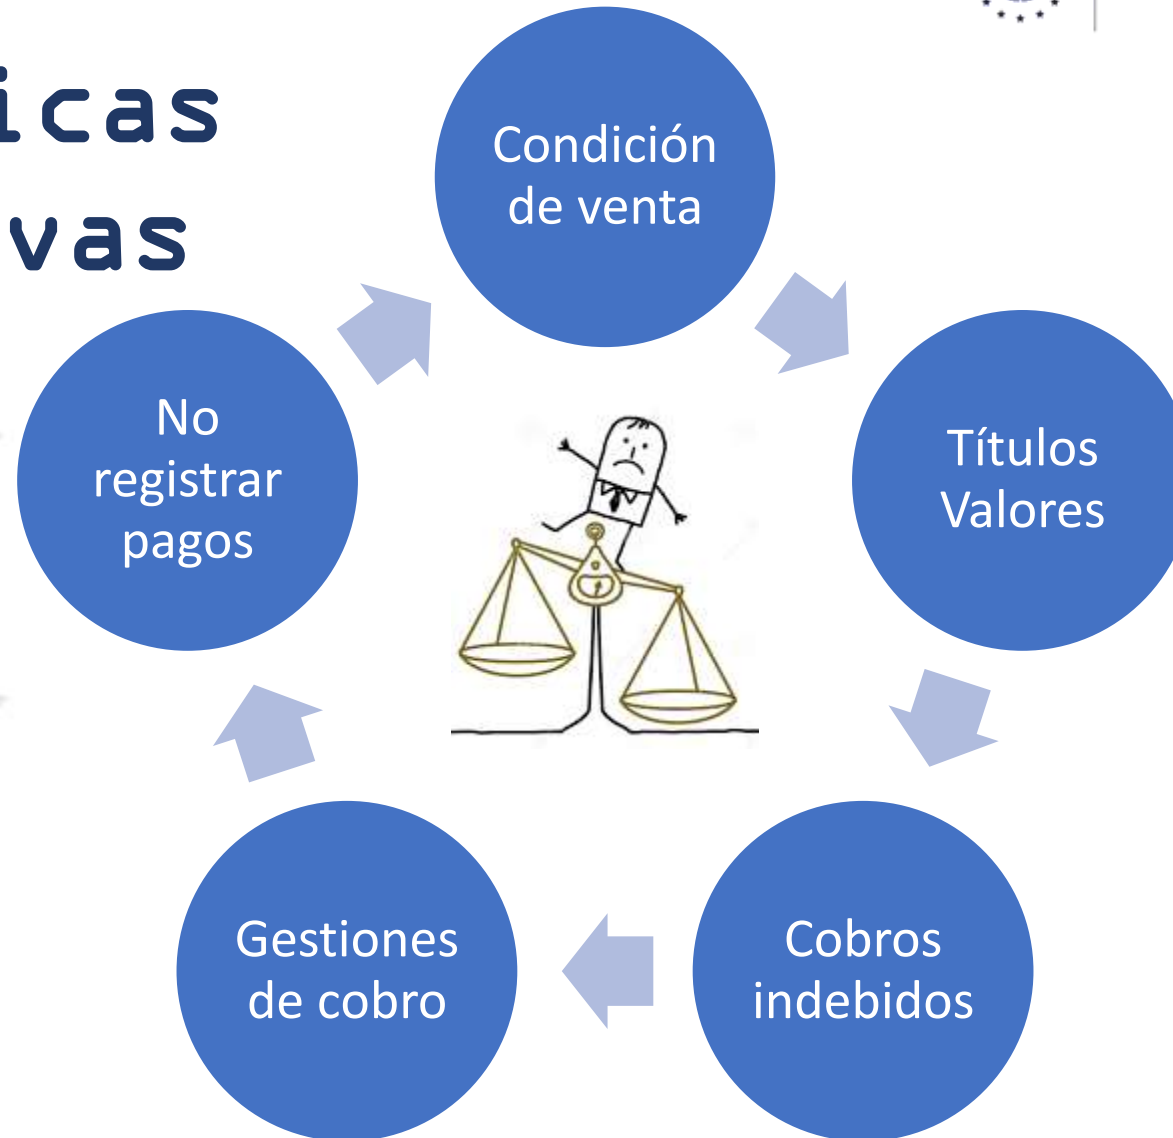 icas
vas
Condición
de venta
Títulos
Valores
Cobros
indebidos
Gestiones
de cobro
No
registrar
pagos